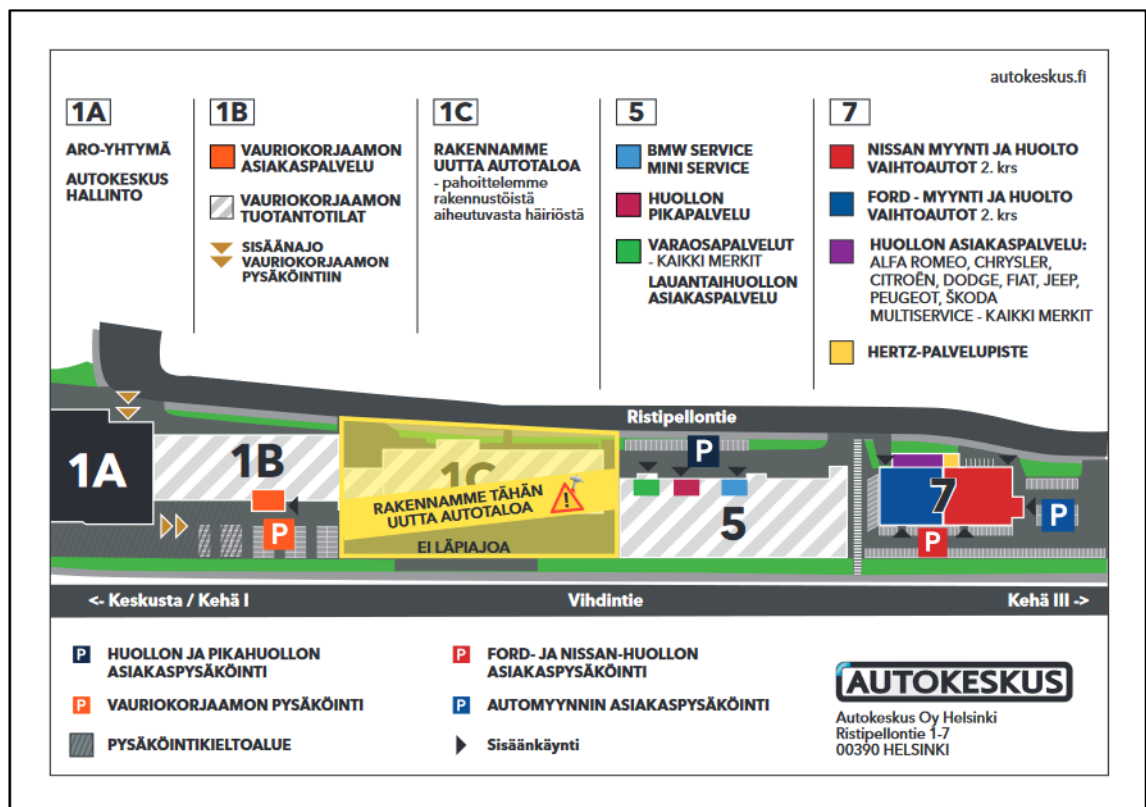 autokeskus.fi
1A
ARO-YHTYMÄ
AUTOKESKUS
HALLINTO
1B
VAURIOKORJAAMON
ASIAKASPALVELU
VAURIOKORJAAMON
TUOTANTOTILAT
SISÄÄNAJO
VAURIOKORJAAMON
PYSÄKÖINTIIN
1C
RAKENNAMME
UUTTA AUTOTALOA
- pahoittelemme
rakennustöistä
aiheutuvasta häiriöstä
5
BMW SERVICE
MINI SERVICE
HUOLLON
PIKAPALVELU
VARAOSAPALVELUT
- KAIKKI MERKIT
LAUANTAIHUOLLON
ASIAKASPALVELU
7
NISSAN MYYNTI JA HUOLTO
VAIHTOAUTOT 2. krs
FORD - MYYNTI JA HUOLTO
VAIHTOAUTOT 2. krs
HUOLLON ASIAKASPALVELU:
ALFA ROMEO, CHRYSLER,
CITROËN, DODGE, FIAT, JEEP,
PEUGEOT, ŠKODA
MULTISERVICE - KAIKKI MERKIT
HERTZ-PALVELUPISTE
Ristipellontie
1A
1B
1C
P
5
7
P
RAKENNAMME TÄHÄN
UUTTA AUTOTALOA
!
P
P
EI LÄPIAJOA
<- Keskusta / Kehä I
Vihdintie
Kehä III ->
P HUOLLON JA PIKAHUOLLON
ASIAKASPYSÄKÖINTI
P VAURIOKORJAAMON PYSÄKÖINTI
PYSÄKÖINTIKIELTOALUE
P FORD- JA NISSAN-HUOLLON
ASIAKASPYSÄKÖINTI
P AUTOMYYNNIN ASIAKASPYSÄKÖINTI
Sisäänkäynti
AUTOKESKUS
Autokeskus Oy Helsinki
Ristipellontie 1-7
00390 HELSINKI